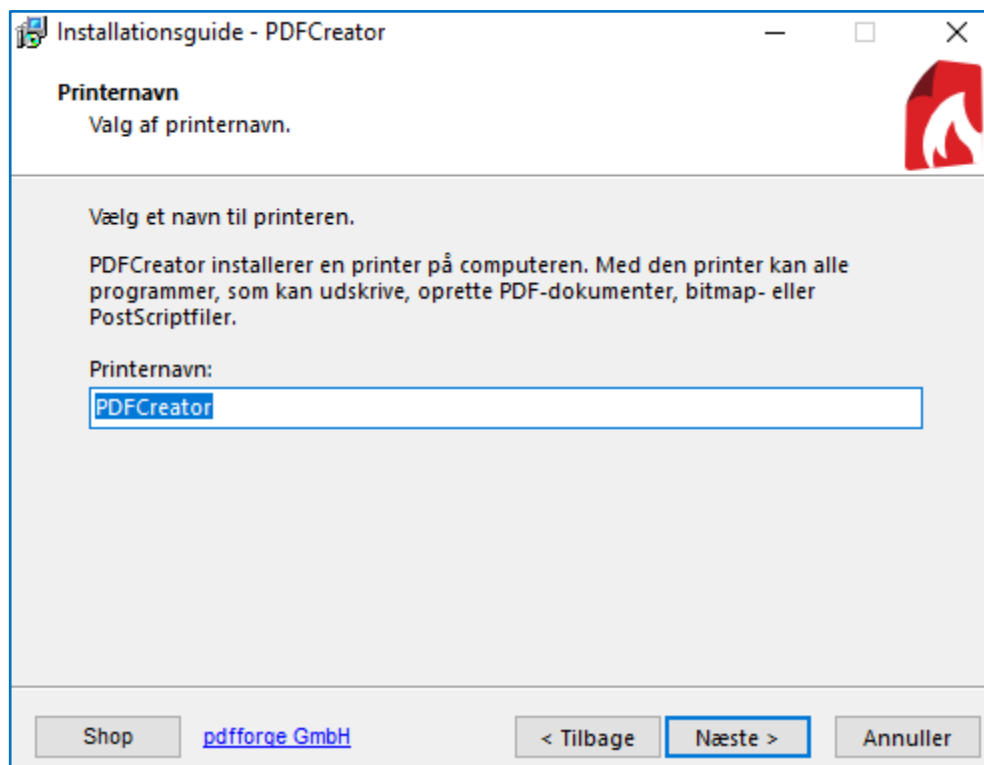 Installationsguide - PDFCreator
Printernavn
Valg af printernavn.
Vælg et navn til printeren.
PDFCreator installerer en printer på computeren. Med den printer kan alle
programmer, som kan udskrive, oprette PDF-dokumenter, bitmap- eller
PostScriptfiler.
Printernavn:
PDFCreator
Shop pdfforge GmbH < Tilbage Næste > Annuller